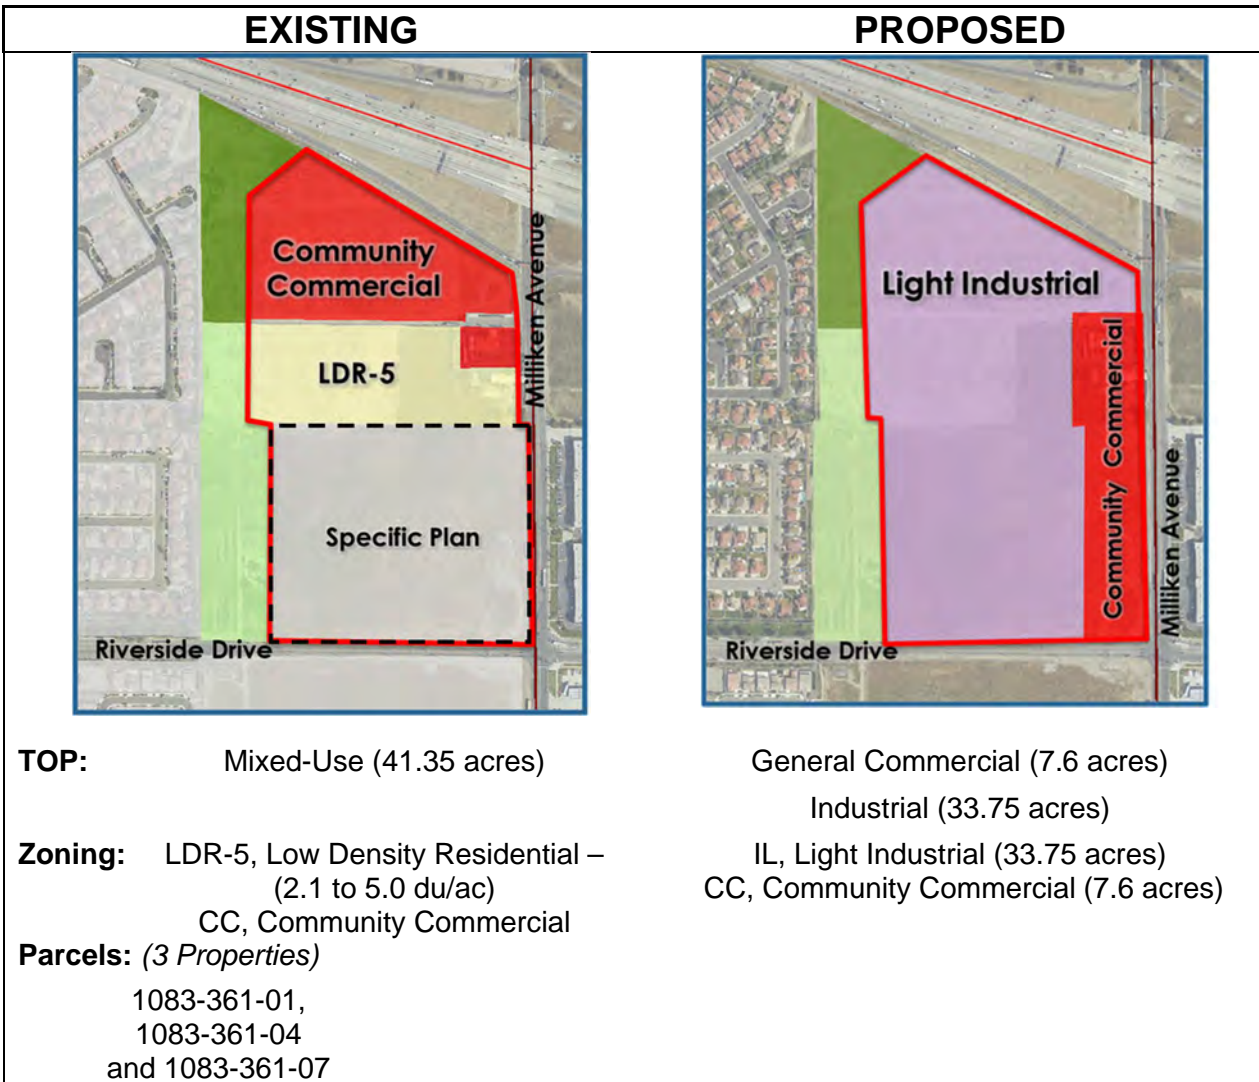 EXISTING
PROPOSED
Community
Commercial
LDR-5
Specific Plan
Milliken Avenue
Riverside Drive
Light Industrial
Community Commercial
Milliken Avenue
Riverside Drive
TOP: Mixed-Use (41.35 acres)
General Commercial (7.6 acres)
Industrial (33.75 acres)
Zoning: LDR-5, Low Density Residential –
(2.1 to 5.0 du/ac)
CC, Community Commercial
IL, Light Industrial (33.75 acres)
CC, Community Commercial (7.6 acres)
Parcels: (3 Properties)
1083-361-01,
1083-361-04
and 1083-361-07